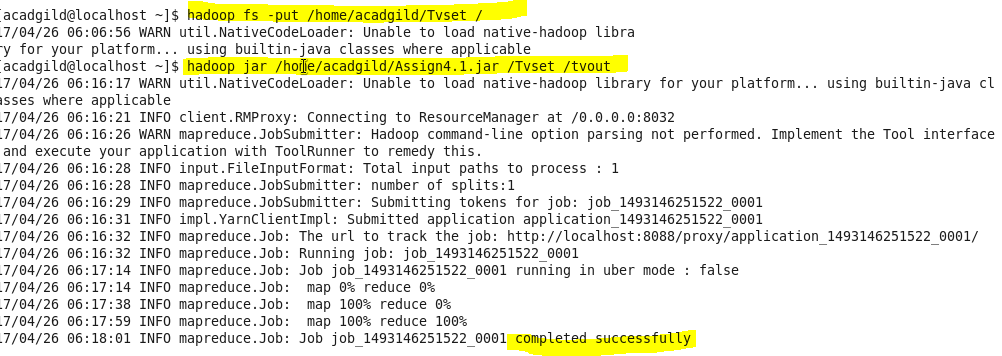 [acadgild@localhost ~]$ hadoop fs -put /home/acadgild/Tvset /
17/04/26 06:06:56 WARN util.NativeCodeLoader: Unable to load native-hadoop libra
ry for your platform... using builtin-java classes where applicable
[acadgild@localhost ~]$ hadoop jar /home/acadgild/Assign4.1.jar /Tvset /tvout
17/04/26 06:16:17 WARN util.NativeCodeLoader: Unable to load native-hadoop library for your platform... using builtin-java cl
asses where applicable
17/04/26 06:16:21 INFO client.RMProxy: Connecting to ResourceManager at /0.0.0.0:8032
17/04/26 06:16:26 WARN mapreduce.JobSubmitter: Hadoop command-line option parsing not performed. Implement the Tool interface
and execute your application with ToolRunner to remedy this.
17/04/26 06:16:28 INFO input.FileInputFormat: Total input paths to process : 1
17/04/26 06:16:28 INFO mapreduce.JobSubmitter: number of splits:1
17/04/26 06:16:29 INFO mapreduce.JobSubmitter: Submitting tokens for job: job_1493146251522_0001
17/04/26 06:16:31 INFO impl.YarnClientImpl: Submitted application application_1493146251522_0001
17/04/26 06:16:32 INFO mapreduce.Job: The url to track the job: http://localhost:8088/proxy/application_1493146251522_0001/
17/04/26 06:16:32 INFO mapreduce.Job: Running job: job_1493146251522_0001
17/04/26 06:17:14 INFO mapreduce.Job: Job job_1493146251522_0001 running in uber mode : false
17/04/26 06:17:14 INFO mapreduce.Job:  map 0% reduce 0%
17/04/26 06:17:38 INFO mapreduce.Job:  map 100% reduce 0%
17/04/26 06:17:59 INFO mapreduce.Job:  map 100% reduce 100%
17/04/26 06:18:01 INFO mapreduce.Job: Job job_1493146251522_0001 completed successfully